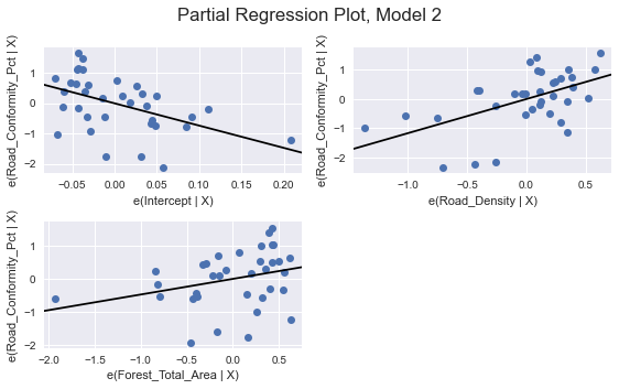 Partial Regression Plot, Model 2
e(Road_Conformity_Pct | X)
1
0
−1
−2
−0.05 0.00 0.05 0.10 0.15 0.20
e(Intercept | X)
e(Road_Conformity_Pct | X)
1
0
−1
−2
−1.0 −0.5 0.0 0.5
e(Road_Density | X)
e(Road_Conformity_Pct | X)
1
0
−1
−2
−2.0 −1.5 −1.0 −0.5 0.0 0.5
e(Forest_Total_Area | X)